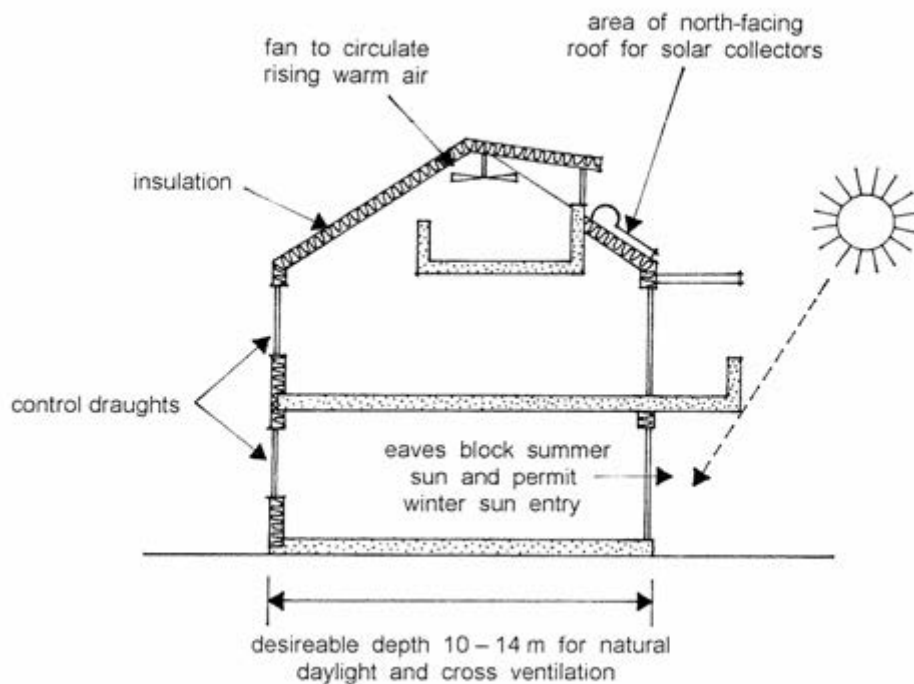 fan to circulate
rising warm air
area of north-facing
roof for solar collectors
insulation
control draughts
eaves block summer
sun and permit
winter sun entry
desireable depth 10 – 14 m for natural
daylight and cross ventilation